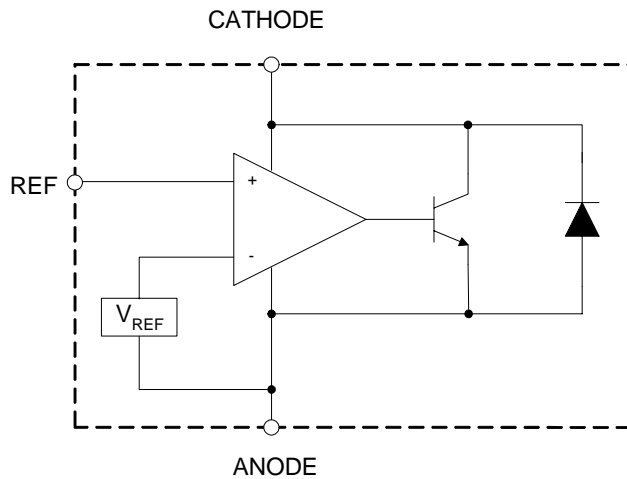 CATHODE
REF
+
-
VREF
ANODE